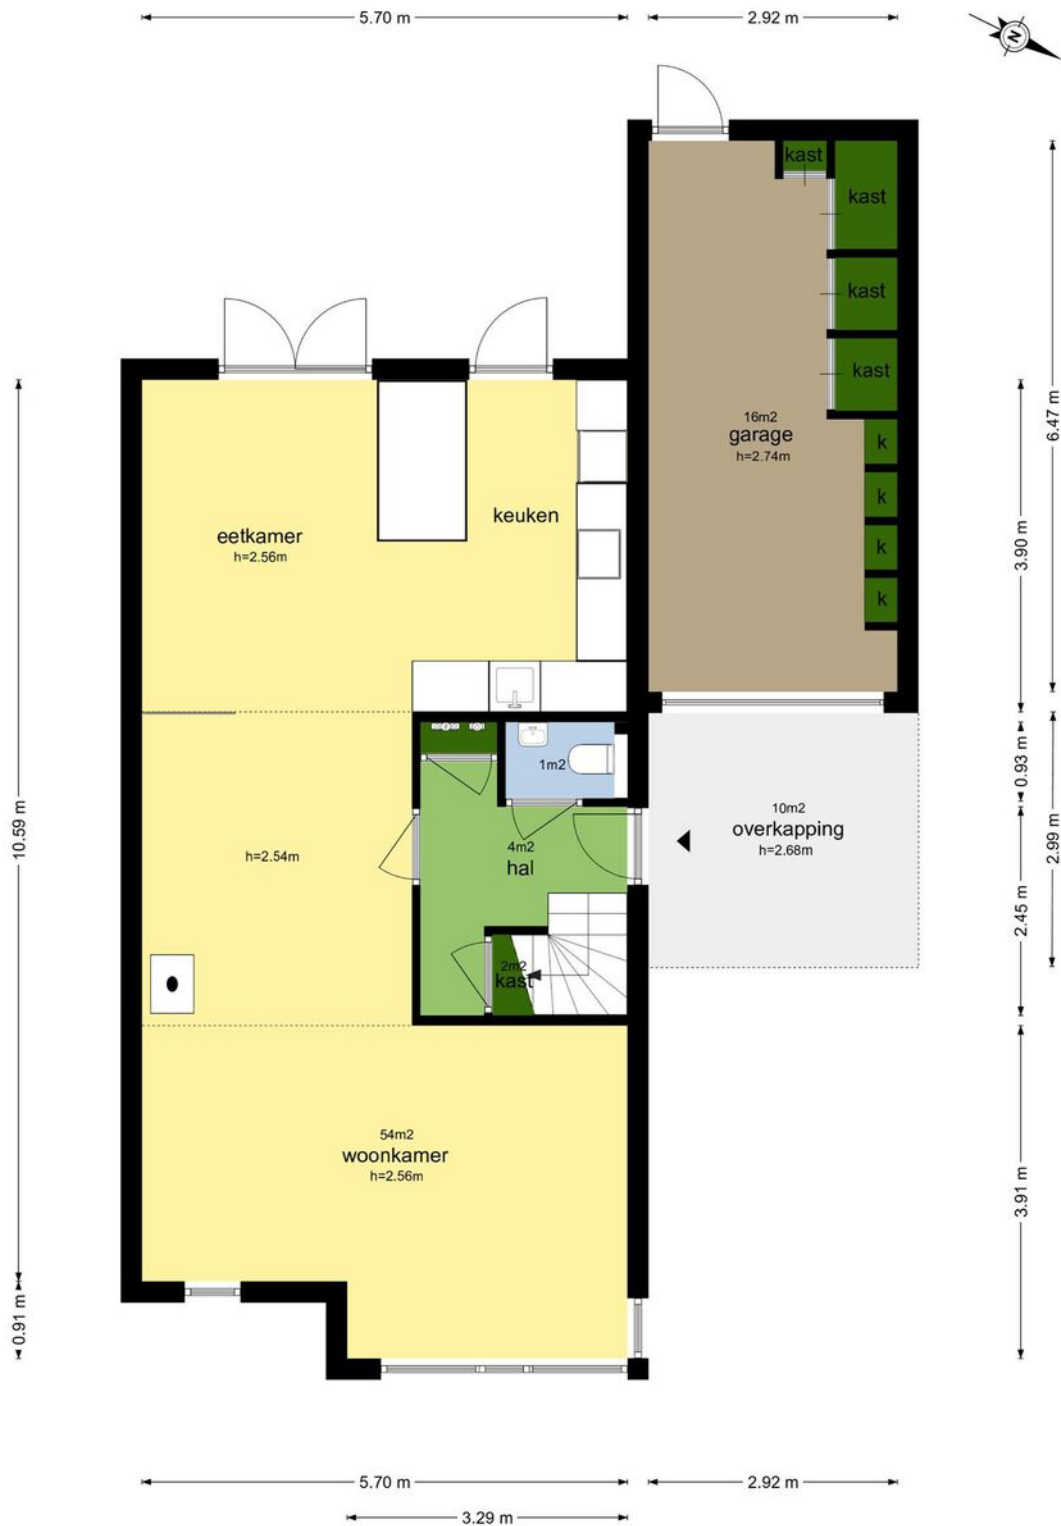 5.70 m
2.92 m
N
kast
kast
kast
kast
16m2
garage
h=2.74m
k
k
k
k
keuken
eetkamer
h=2.56m
6.47 m
3.90 m
10.59 m
1m2
0.93 m
10m2
overkapping
h=2.68m
4m2
hal
h=2.54m
2.99 m
2.45 m
2m2
kast
54m2
woonkamer
h=2.56m
3.91 m
0.91 m
5.70 m
2.92 m
3.29 m